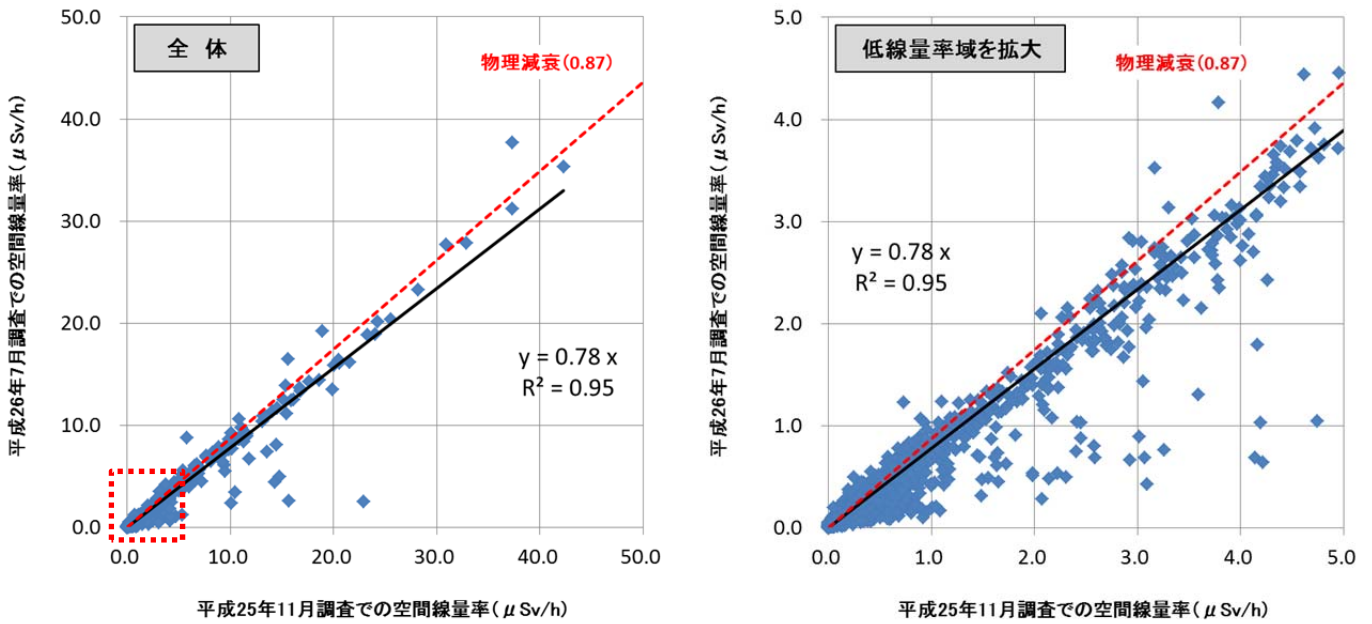 全 体
物理減衰(0.87)
50.0
40.0
30.0
20.0
10.0
0.0
平成26年7月調査での空間線量率(μSv/h)
y = 0.78 x
R² = 0.95
0.0 10.0 20.0 30.0 40.0 50.0
平成25年11月調査での空間線量率(μSv/h)
低線量率域を拡大
物理減衰(0.87)
5.0
4.0
3.0
2.0
1.0
0.0
平成26年7月調査での空間線量率(μSv/h)
y = 0.78 x
R² = 0.95
0.0 1.0 2.0 3.0 4.0 5.0
平成25年11月調査での空間線量率(μSv/h)